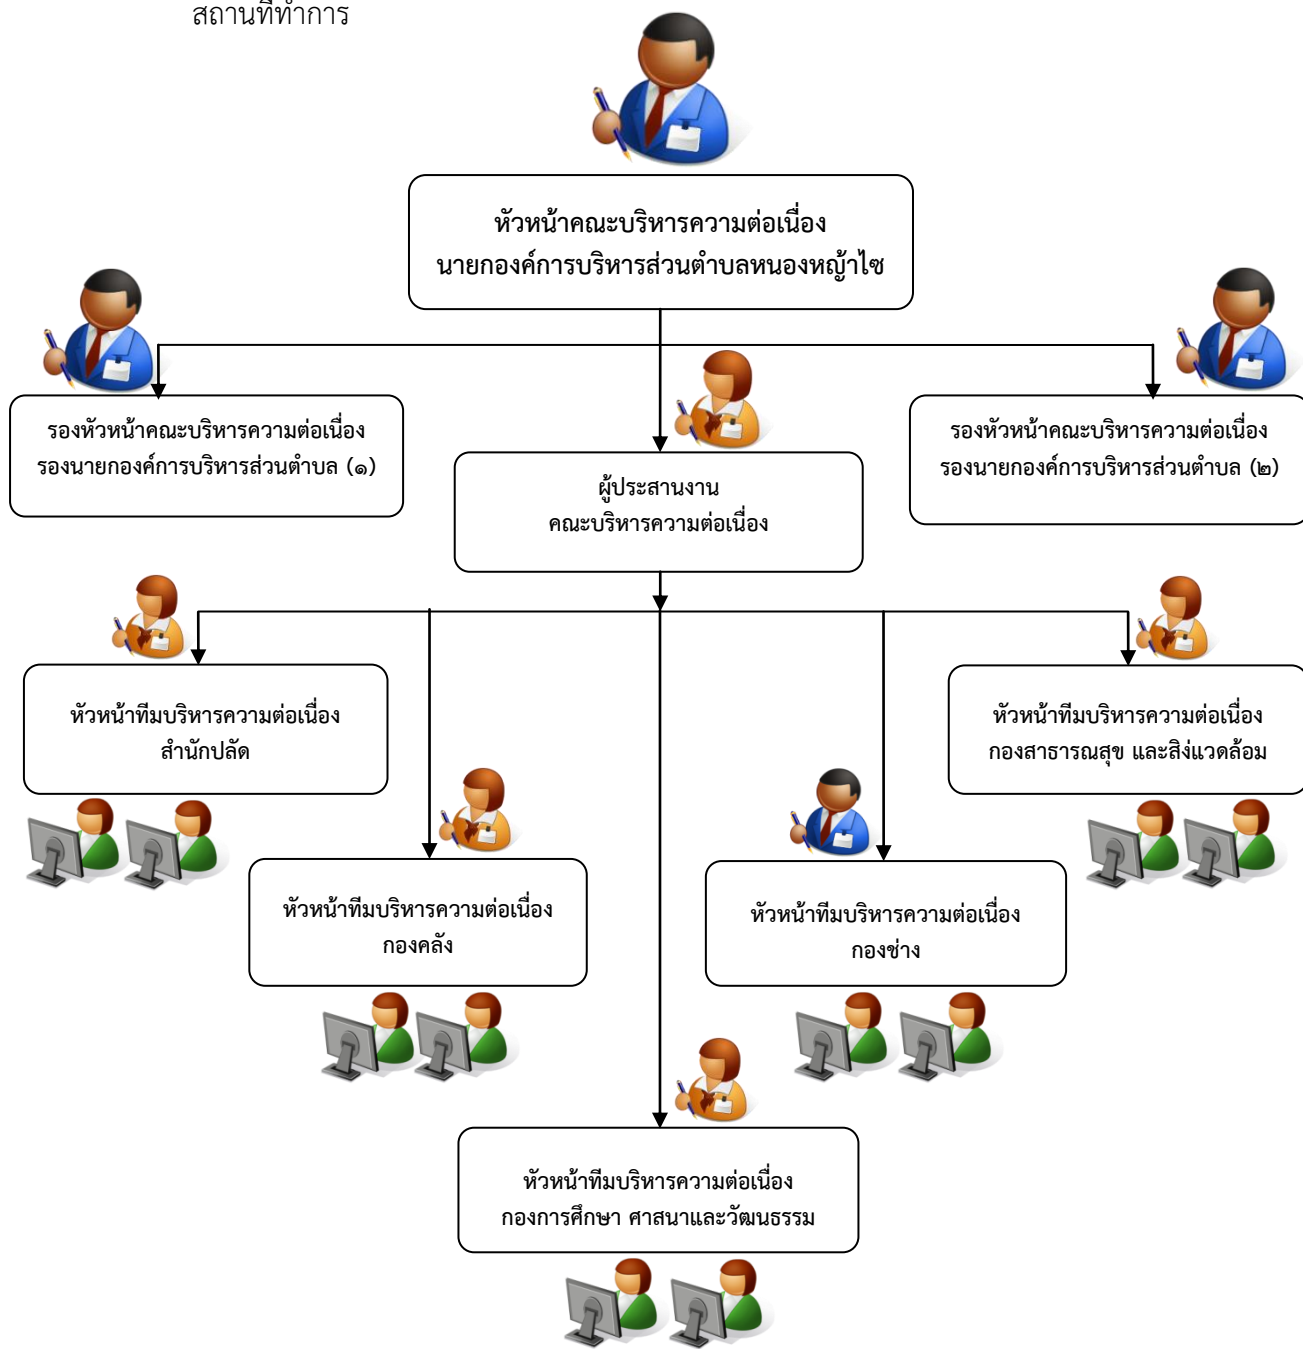 สถานที่ทำการ
หัวหน้าคณะบริหารความต่อเนื่อง
นายกองค์การบริหารส่วนตำบลหนองหญ้าไซ
รองหัวหน้าคณะบริหารความต่อเนื่อง
รองนายกองค์การบริหารส่วนตำบล (๑)
รองหัวหน้าคณะบริหารความต่อเนื่อง
รองนายกองค์การบริหารส่วนตำบล (๒)
ผู้ประสานงาน
คณะบริหารความต่อเนื่อง
หัวหน้าทีมบริหารความต่อเนื่อง
สำนักปลัด
หัวหน้าทีมบริหารความต่อเนื่อง
กองสาธารณสุข และสิ่งแวดล้อม
หัวหน้าทีมบริหารความต่อเนื่อง
กองคลัง
หัวหน้าทีมบริหารความต่อเนื่อง
กองช่าง
หัวหน้าทีมบริหารความต่อเนื่อง
กองการศึกษา ศาสนาและวัฒนธรรม